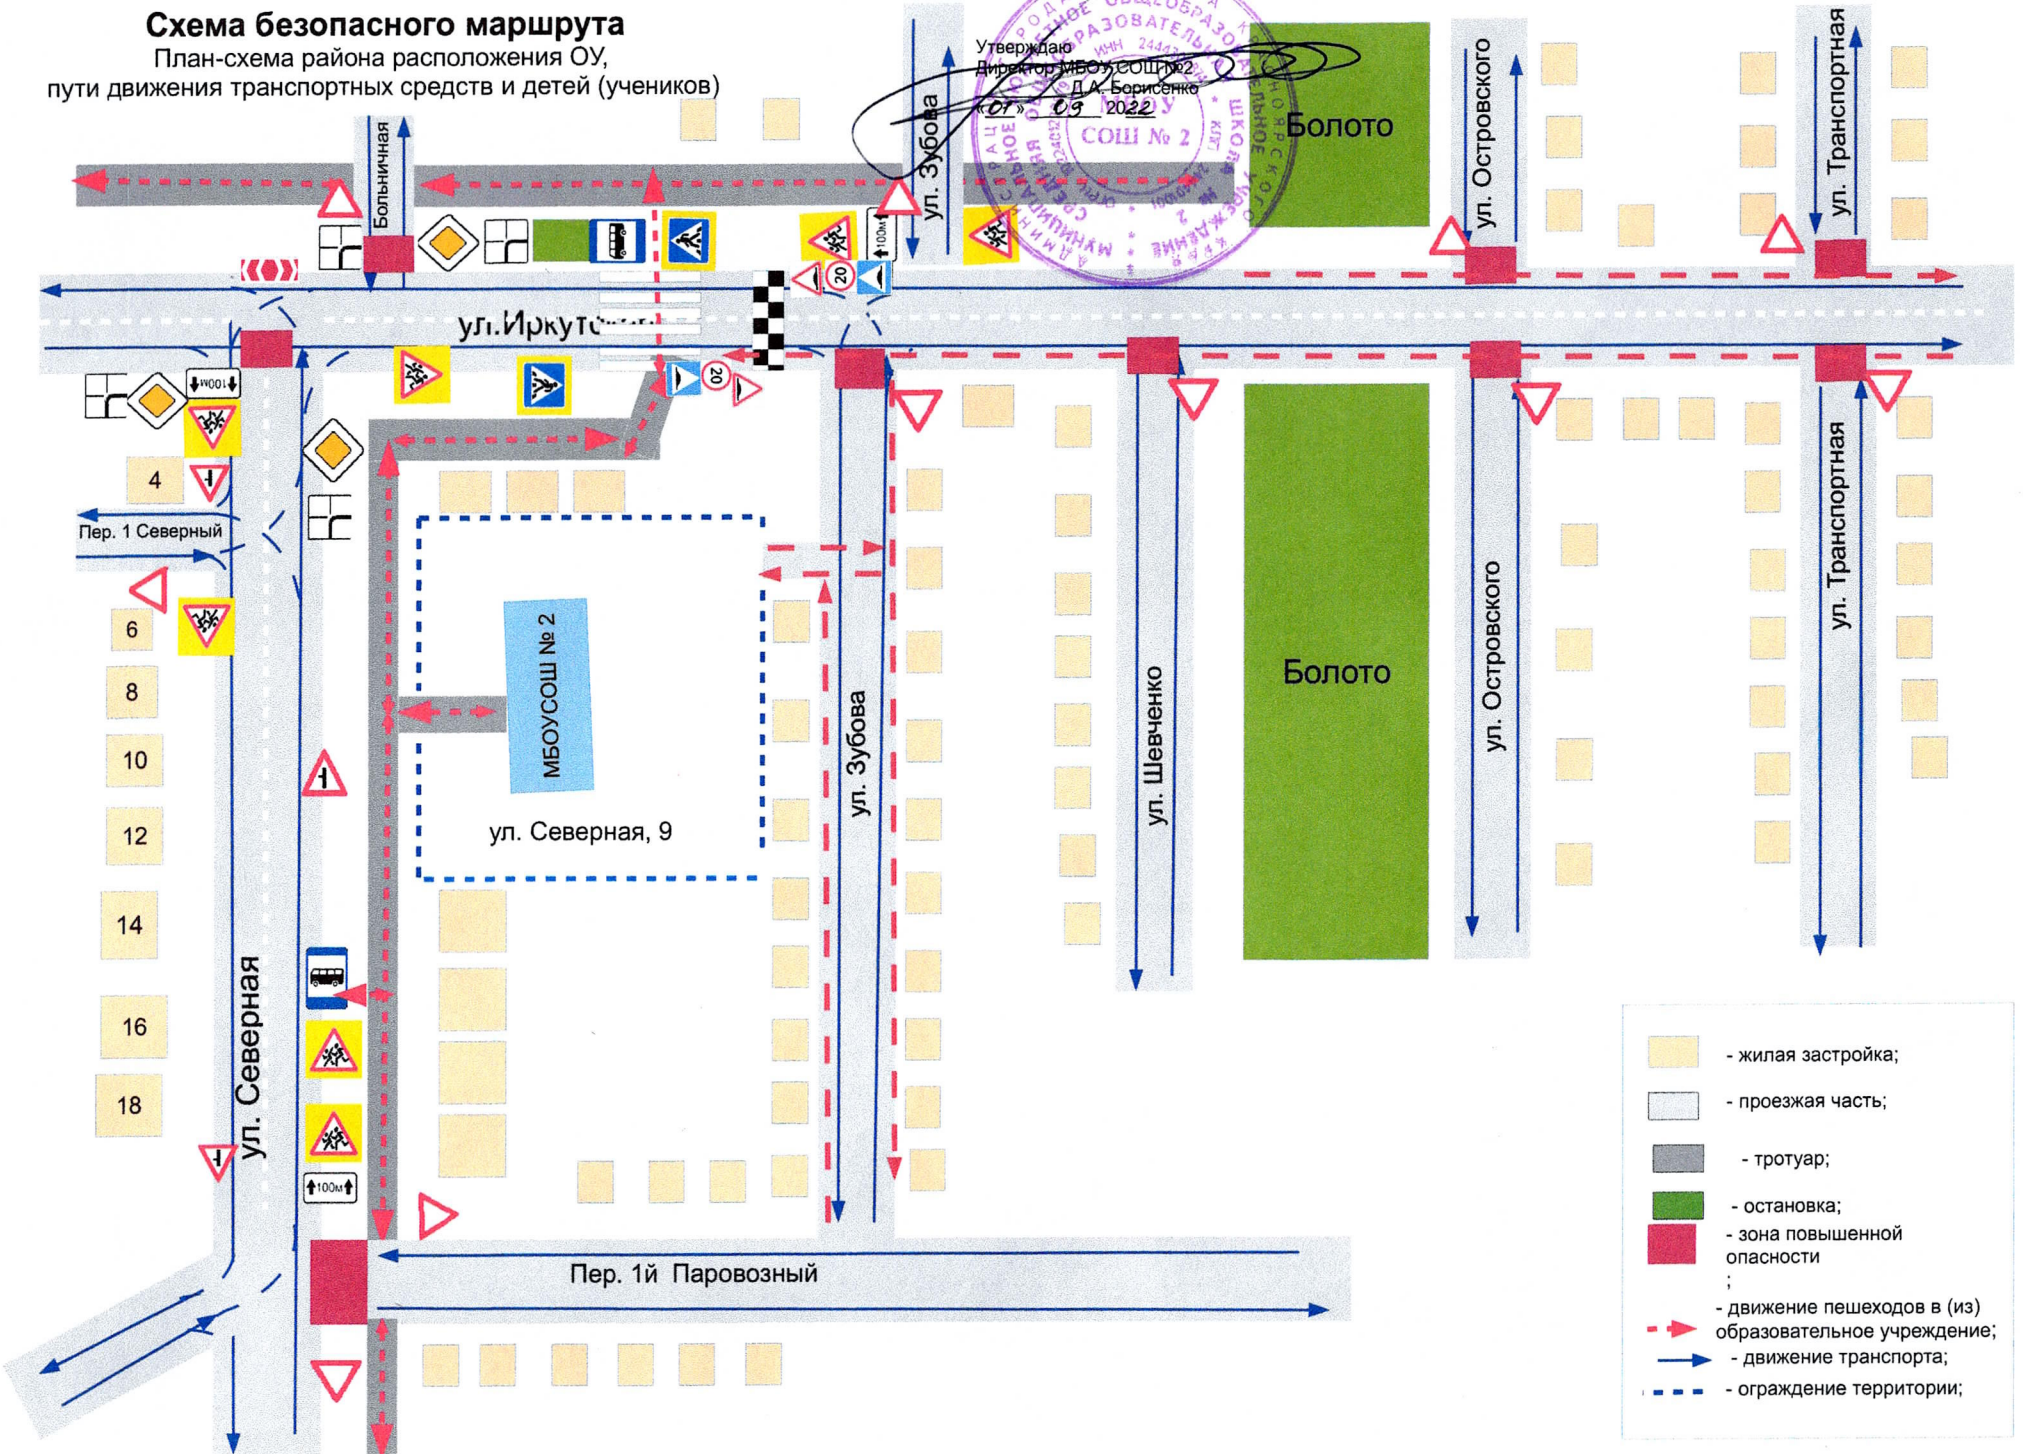 Схема безопасного маршрута
План-схема района расположения ОУ,
пути движения транспортных средств и детей (учеников)
Утверждаю
Директор МБОУ СОШ №2
Д.А. Борисенко
«01» 09 2022
МБОУ
СОШ № 2
Больничная
ул. Зубова
Болото
ул. Островского
ул. Транспортная
100м
20
ул.Иркутс
20
100м
4
Пер. 1 Северный
6
8
10
12
14
16
18
МБОУСОШ № 2
ул. Северная, 9
ул. Северная
100м
ул. Зубова
ул. Шевченко
Болото
ул. Островского
ул. Транспортная
Пер. 1й Паровозный
- жилая застройка;
- проезжая часть;
- тротуар;
- остановка;
- зона повышенной
опасности
;
- движение пешеходов в (из)
образовательное учреждение;
- движение транспорта;
- ограждение территории;